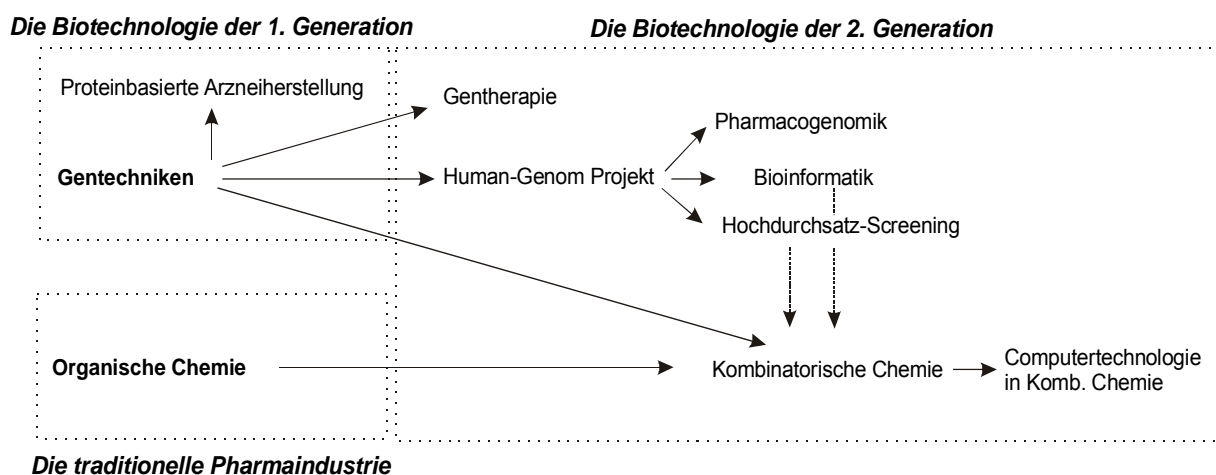 Die Biotechnologie der 1. Generation
Die Biotechnologie der 2. Generation
Proteinbasierte Arzneiherstellung
Gentherapie
Pharmacogenomik
Gentechniken
Human-Genom Projekt
Bioinformatik
Hochdurchsatz-Screening
Organische Chemie
Kombinatorische Chemie
Computertechnologie
in Komb. Chemie
Die traditionelle Pharmaindustrie